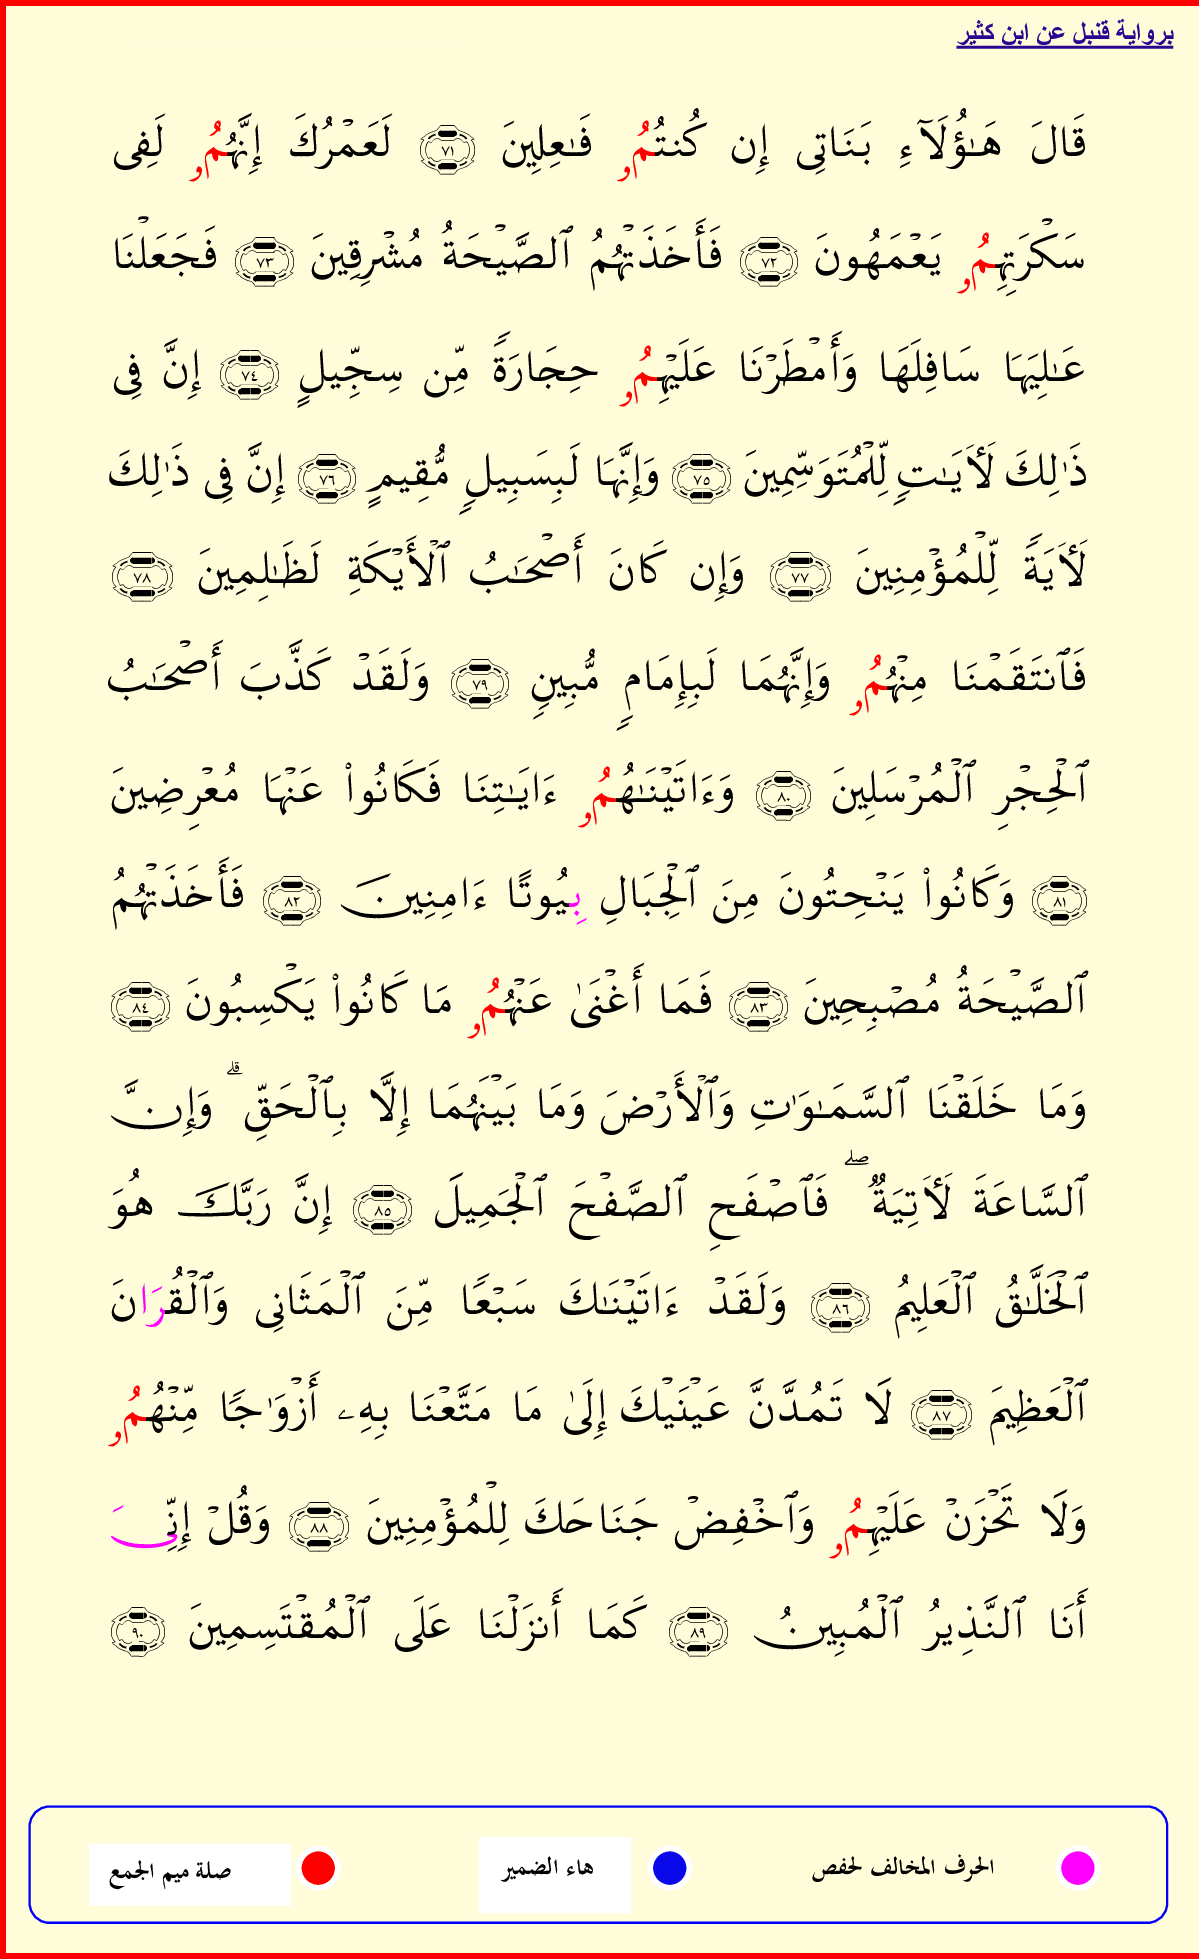 برواية قنبل عن ابن كثير
قَالَ هَـٰٓؤُلَآءِ بَنَاتِى إِن كُنتُمُۥ فَـٰعِلِينَ ٧١ لَعَمْرُكَ إِنَّهُمُۥ لَفِى
سَكْرَتِهِمُۥ يَعْمَهُونَ ٧٢ فَأَخَذَتْهُمُ ٱلصَّيْحَةُ مُشْرِقِينَ ٧٣ فَجَعَلْنَا
عَـٰلِيَهَا سَافِلَهَا وَأَمْطَرْنَا عَلَيْهِمُۥ حِجَارَةً مِّن سِجِّيلٍ ٧٤ إِنَّ فِى
ذَٰلِكَ لَأَيَـٰتٍ لِّلْمُتَوَسِّمِينَ ٧٥ وَإِنَّهَا لَبِسَبِيلٍ مُّقِيمٍ ٧٦ إِنَّ فِى ذَٰلِكَ
لَأَيَةً لِّلْمُؤْمِنِينَ ٧٧ وَإِن كَانَ أَصْحَـٰبُ ٱلْأَيْكَةِ لَظَـٰلِمِينَ ٧٨
فَٱنتَقَمْنَا مِنْهُمُۥ وَإِنَّهُمَا لَبِإِمَامٍ مُّبِينٍ ٧٩ وَلَقَدْ كَذَّبَ أَصْحَـٰبُ
ٱلْحِجْرِ ٱلْمُرْسَلِينَ ٨٠ وَءَاتَيْنَـٰهُمُۥ ءَايَـٰتِنَا فَكَانُوا۟ عَنْهَا مُعْرِضِينَ
٨١ وَكَانُوا۟ يَنْحِتُونَ مِنَ ٱلْجِبَالِ بِيُوتًا ءَامِنِينَ ٨٢ فَأَخَذَتْهُمُ
ٱلصَّيْحَةُ مُصْبِحِينَ ٨٣ فَمَا أَغْنَىٰ عَنْهُمُۥ مَا كَانُوا۟ يَكْسِبُونَ ٨٤
وَمَا خَلَقْنَا ٱلسَّمَـٰوَٰتِ وَٱلْأَرْضَ وَمَا بَيْنَهُمَا إِلَّا بِٱلْحَقِّ ۗ وَإِنَّ
ٱلسَّاعَةَ لَأَتِيَةٌ ۖ فَٱصْفَحِ ٱلصَّفْحَ ٱلْجَمِيلَ ٨٥ إِنَّ رَبَّكَ هُوَ
ٱلْخَلَّـٰقُ ٱلْعَلِيمُ ٨٦ وَلَقَدْ ءَاتَيْنَـٰكَ سَبْعًا مِّنَ ٱلْمَثَانِى وَٱلْقُرَانَ
ٱلْعَظِيمَ ٨٧ لَا تَمُدَّنَّ عَيْنَيْكَ إِلَىٰ مَا مَتَّعْنَا بِهِۦ أَزْوَٰجًا مِّنْهُمُۥ
وَلَا تَحْزَنْ عَلَيْهِمُۥ وَٱخْفِضْ جَنَاحَكَ لِلْمُؤْمِنِينَ ٨٨ وَقُلْ إِنِّىَ
أَنَا ٱلنَّذِيرُ ٱلْمُبِينُ ٨٩ كَمَا أَنزَلْنَا عَلَى ٱلْمُقْتَسِمِينَ ٩٠
الحرف المخالف لحفص هاء الضمير صلة ميم الجمع